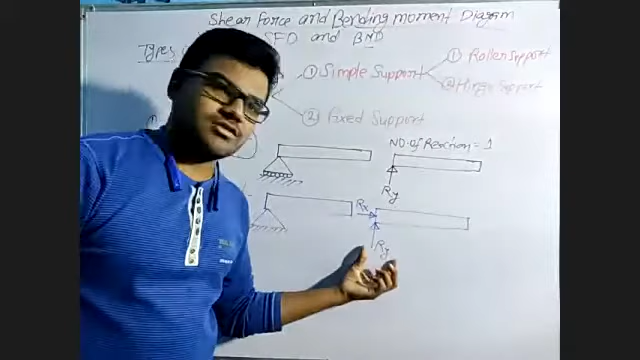 Shear Force and Bending moment Diagram
SFD and BMD
Types
① Simple Support
① Roller Support
② Hinge Support
② Fixed Support
No. of Reaction = 1
Ry
Rx
Ry